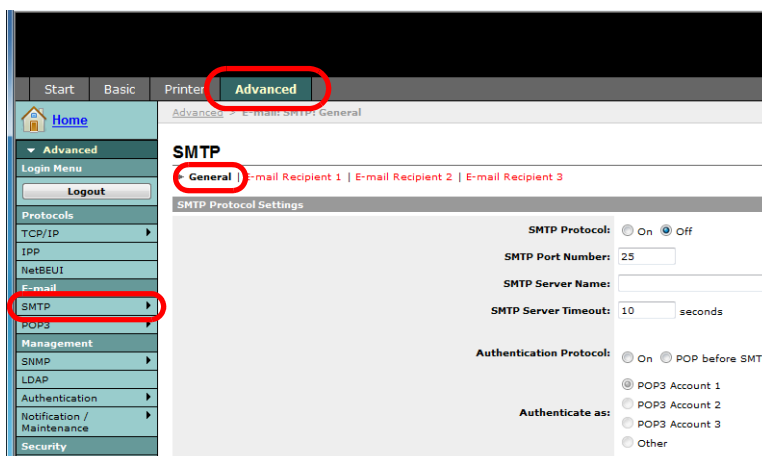 Start Basic Printer Advanced
Home
Advanced > E-mail: SMTP: General
Advanced
Login Menu
Logout
Protocols
TCP/IP
IPP
NetBEUI
E-mail
SMTP
POP3
Management
SNMP
LDAP
Authentication
Notification /
Maintenance
Security
SMTP
General | E-mail Recipient 1 | E-mail Recipient 2 | E-mail Recipient 3
SMTP Protocol Settings
SMTP Protocol: On Off
SMTP Port Number: 25
SMTP Server Name:
SMTP Server Timeout: 10 seconds
Authentication Protocol: On POP before SMT
Authenticate as: POP3 Account 1
POP3 Account 2
POP3 Account 3
Other